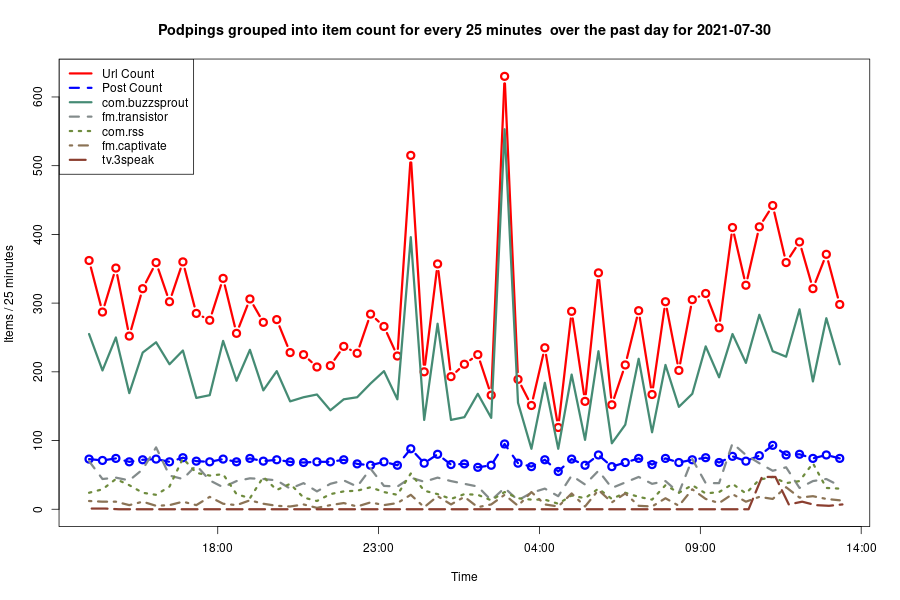 Podpings grouped into item count for every 25 minutes  over the past day for 2021-07-30
Url Count
Post Count
com.buzzsprout
fm.transistor
com.rss
fm.captivate
tv.3speak
Items / 25 minutes
600
500
400
300
200
100
0
18:00
23:00
04:00
09:00
14:00
Time